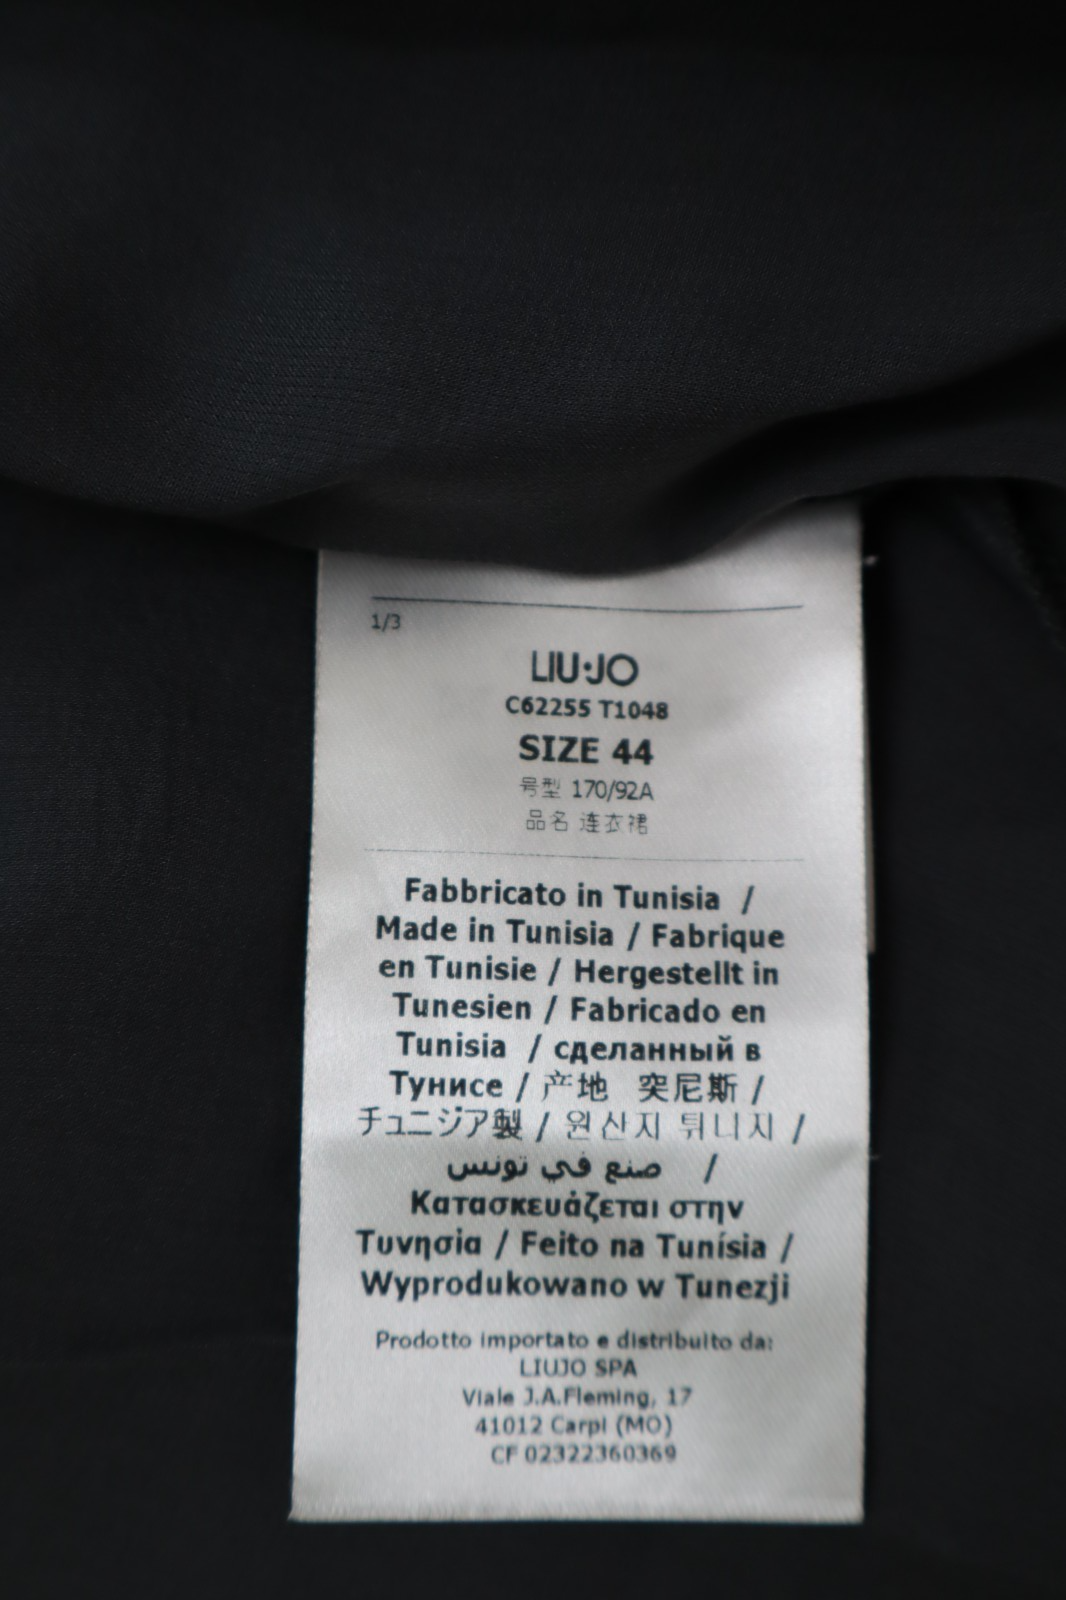 1/3
LIU·JO
C62255 T1048
SIZE 44
号型 170/92A
品名 连衣裙
Fabbricato in Tunisia /
Made in Tunisia / Fabrique
en Tunisie / Hergestellt in
Tunesien / Fabricado en
Tunisia / сделанный в
Тунисе / 产地 突尼斯 /
チュニジア製 / 원산지 튀니지 /
صنع في تونس /
Κατασκευάζεται στην
Τυνησία / Feito na Tunísia /
Wyprodukowano w Tunezji
Prodotto importato e distribuito da:
LIUJO SPA
Viale J.A.Fleming, 17
41012 Carpi (MO)
CF 02322360369